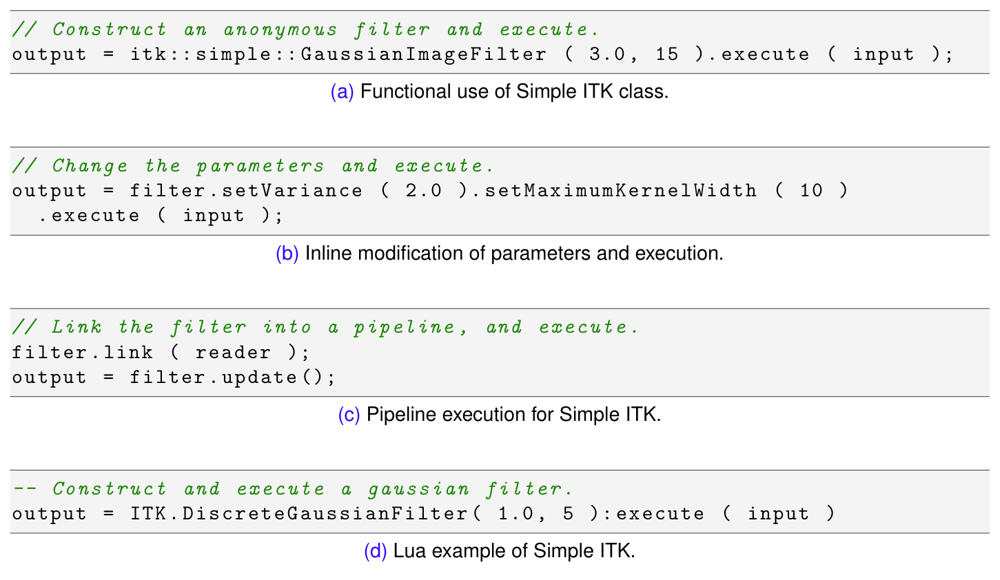 // Construct an anonymous filter and execute.
output = itk::simple::GaussianImageFilter ( 3.0, 15 ).execute ( input );
(a) Functional use of Simple ITK class.
// Change the parameters and execute.
output = filter.setVariance ( 2.0 ).setMaximumKernelWidth ( 10 )
  .execute ( input );
(b) Inline modification of parameters and execution.
// Link the filter into a pipeline, and execute.
filter.link ( reader );
output = filter.update();
(c) Pipeline execution for Simple ITK.
-- Construct and execute a gaussian filter.
output = ITK.DiscreteGaussianFilter( 1.0, 5 ):execute ( input )
(d) Lua example of Simple ITK.